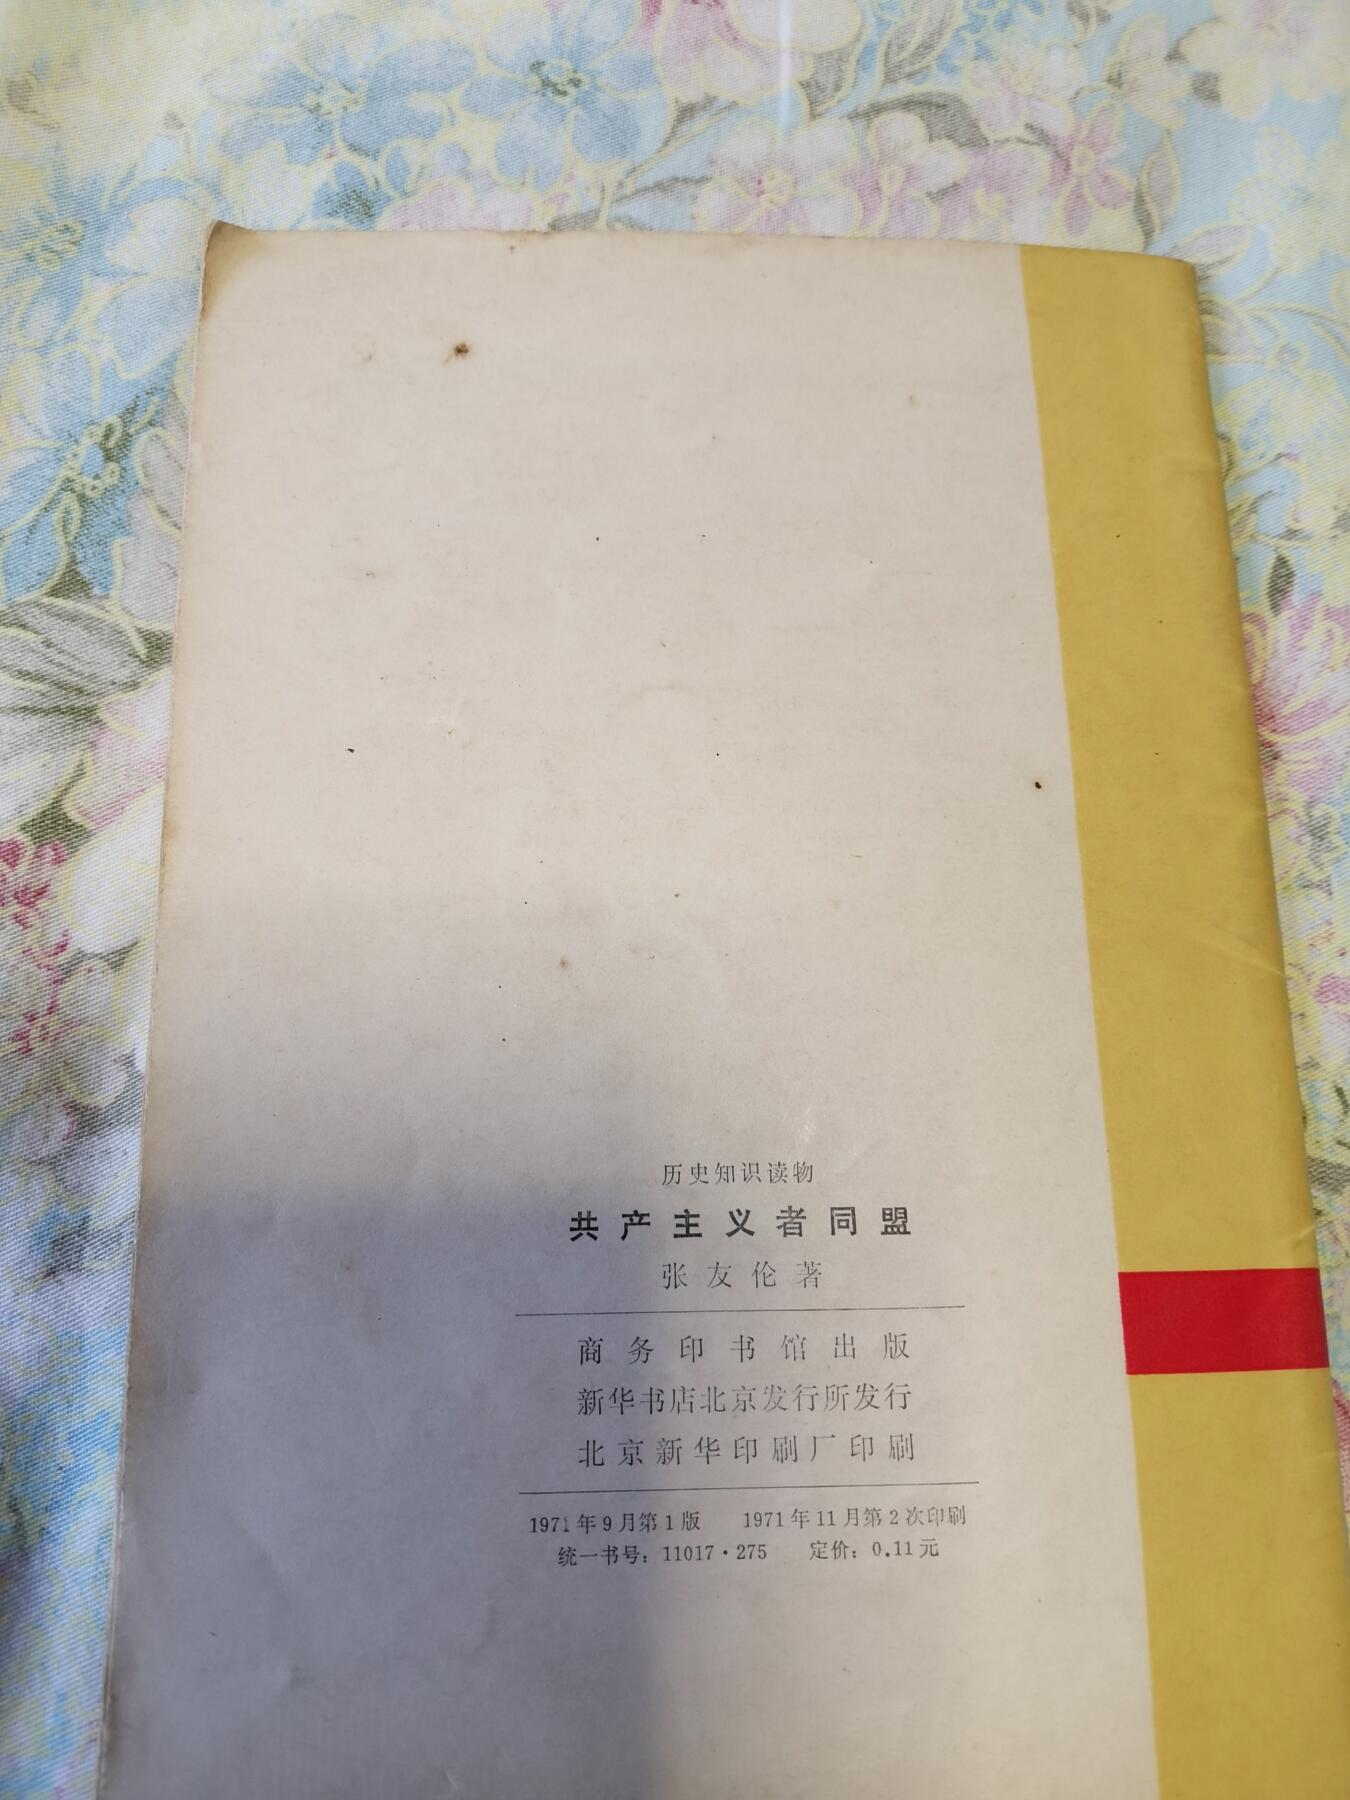 历史知识读物
共产主义者同盟
张友伦著
商务印书馆出版
新华书店北京发行所发行
北京新华印刷厂印刷
1971年9月第1版 1971年11月第2次印刷
统一书号：11017·275 定价：0.11元